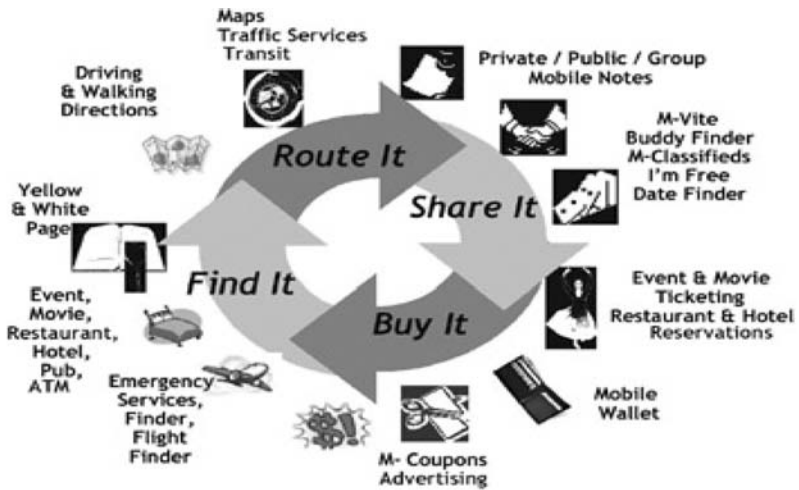 Maps
Traffic Services
Transit
Driving
& Walking
Directions
Private / Public / Group
Mobile Notes
M-Vite
Buddy Finder
M-Classifieds
I'm Free
Date Finder
Route It
Share It
Yellow
& White
Page
Find It
Buy It
Event,
Movie,
Restaurant,
Hotel,
Pub,
ATM
Event & Movie
Ticketing
Restaurant & Hotel
Reservations
Emergency
Services,
Finder,
Flight
Finder
$!
Mobile
Wallet
M- Coupons
Advertising